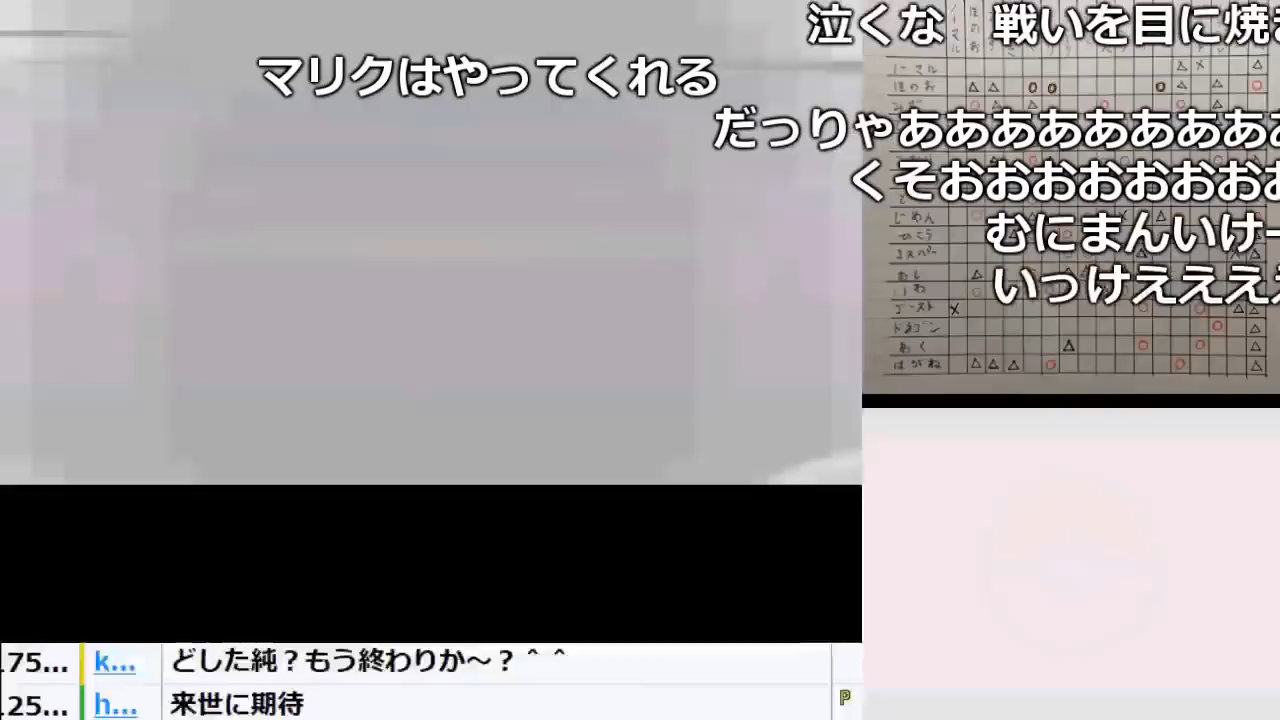 泣くな 戦いを目に焼
マリクはやってくれる
だっりゃあああああああああ
くそおおおおおおおお
むにまんいけー
いっけえええ
ノーマル
ほのお
じめん
ひこう
エスパー
むし
いわ
ゴースト
ドラゴン
あく
はがね
75... k... どした純？もう終わりか～？＾＾
25... h... 来世に期待 P